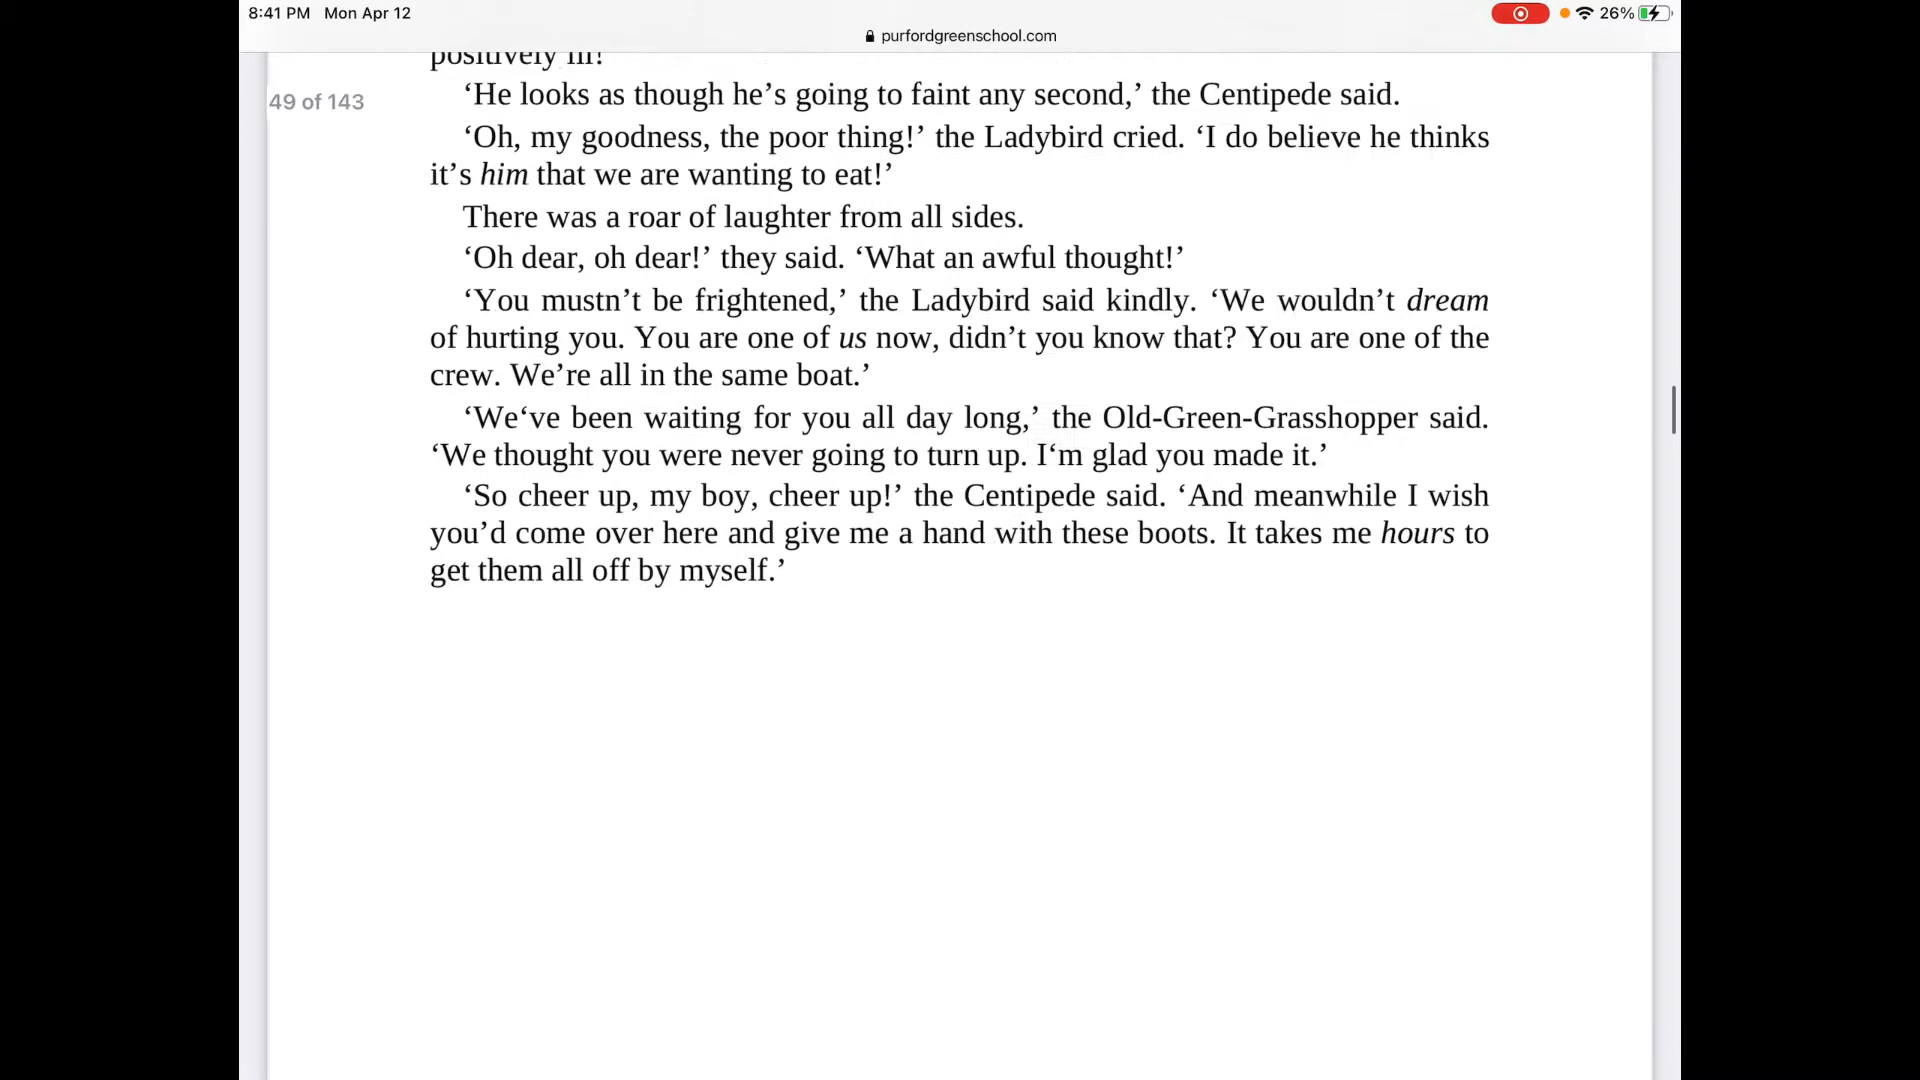 8:41 PM Mon Apr 12
26%
purfordgreenschool.com
positively ill!
49 of 143
‘He looks as though he’s going to faint any second,’ the Centipede said.
‘Oh, my goodness, the poor thing!’ the Ladybird cried. ‘I do believe he thinks
it’s him that we are wanting to eat!’
There was a roar of laughter from all sides.
‘Oh dear, oh dear!’ they said. ‘What an awful thought!’
‘You mustn’t be frightened,’ the Ladybird said kindly. ‘We wouldn’t dream
of hurting you. You are one of us now, didn’t you know that? You are one of the
crew. We’re all in the same boat.’
‘We‘ve been waiting for you all day long,’ the Old-Green-Grasshopper said.
‘We thought you were never going to turn up. I‘m glad you made it.’
‘So cheer up, my boy, cheer up!’ the Centipede said. ‘And meanwhile I wish
you’d come over here and give me a hand with these boots. It takes me hours to
get them all off by myself.’